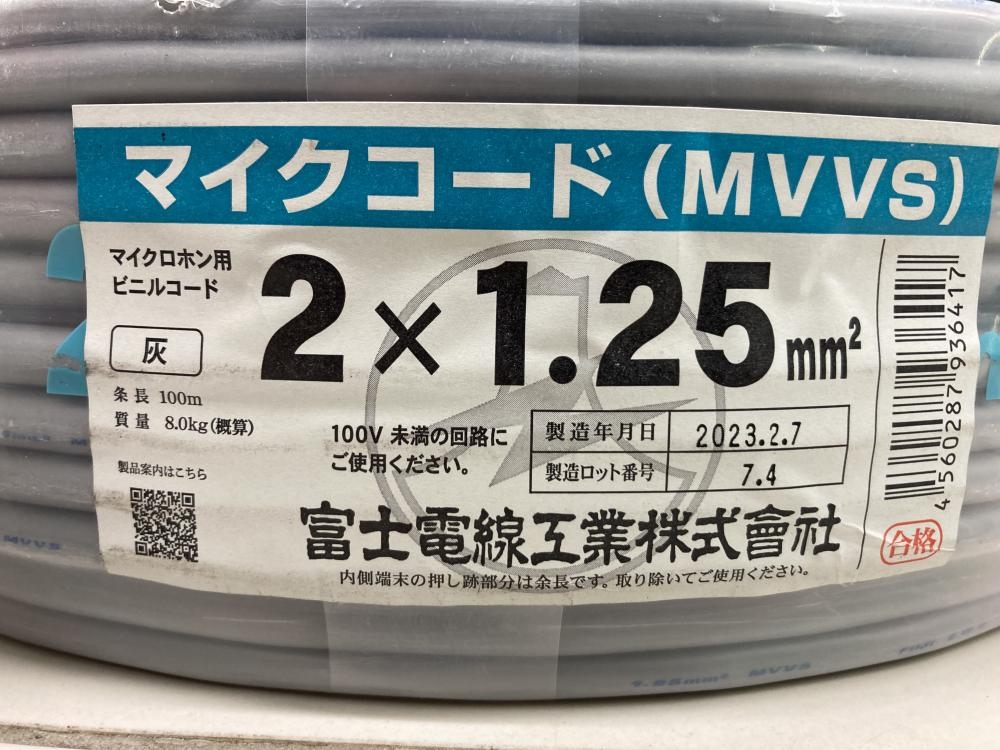 マイクコード(MVVS)
マイクロホン用
ビニルコード
2×1.25mm²
灰
条長 100m
質量 8.0kg(概算)
製品案内はこちら
100V 未満の回路に
ご使用ください。
製造年月日 2023.2.7
製造ロット番号 7.4
富士電線工業株式會社
内側端末の押し跡部分は余長です。取り除いてご使用ください。
4560287936417
合格
MVVS
1.25mm² MVVS
FUJI